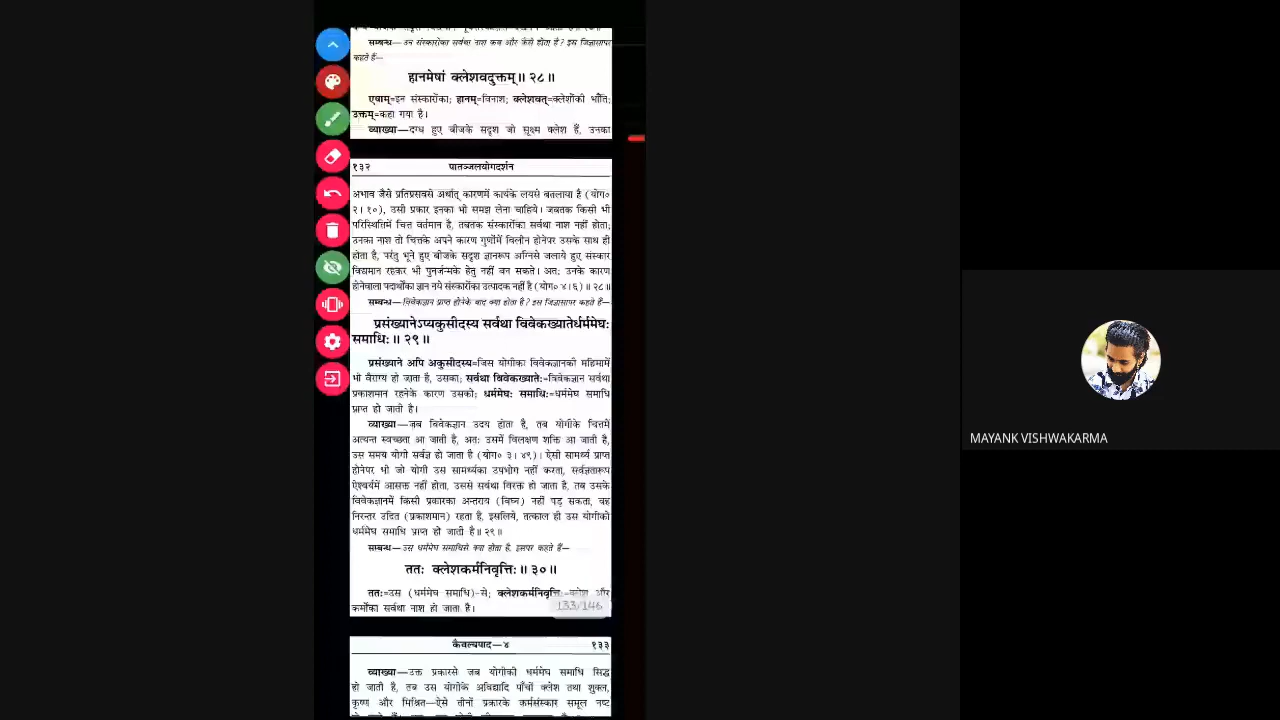 सम्बन्ध—उन संस्कारोंका सर्वथा नाश कब और कैसे होता है? इस जिज्ञासापर
कहते हैं—
हानमेषां क्लेशवदुक्तम्॥ २८॥
एषाम्=इन संस्कारोंका; हानम्=विनाश; क्लेशवत्=क्लेशोंकी भाँति;
उक्तम्=कहा गया है।
व्याख्या—दग्ध हुए बीजके सदृश जो सूक्ष्म क्लेश हैं, उनका
१३२ पातञ्जलयोगदर्शन
अभाव जैसे प्रतिप्रसवसे अर्थात् कारणमें कार्यके लयसे बतलाया है (योग०
२। १०), उसी प्रकार इनका भी समझ लेना चाहिये। जबतक किसी भी
परिस्थितिमें चित्त वर्तमान है, तबतक संस्कारोंका सर्वथा नाश नहीं होता;
उनका नाश तो चित्तके अपने कारण गुणोंमें विलीन होनेपर उसके साथ ही
होता है, परंतु भूने हुए बीजके सदृश ज्ञानरूप अग्निसे जलाये हुए संस्कार
विद्यमान रहकर भी पुनर्जन्मके हेतु नहीं बन सकते। अतः उनके कारण
होनेवाला पदार्थोंका ज्ञान नये संस्कारोंका उत्पादक नहीं है (योग० ४।६)॥ २८॥
सम्बन्ध—विवेकज्ञान प्राप्त होनेके बाद क्या होता है? इस जिज्ञासापर कहते हैं—
प्रसंख्यानेऽप्यकुसीदस्य सर्वथा विवेकख्यातेर्धर्ममेघः
समाधिः॥ २९॥
प्रसंख्याने अपि अकुसीदस्य=जिस योगीका विवेकज्ञानकी महिमामें
भी वैराग्य हो जाता है, उसका; सर्वथा विवेकख्यातेः=विवेकज्ञान सर्वथा
प्रकाशमान रहनेके कारण उसको; धर्ममेघः समाधिः=धर्ममेघ समाधि
प्राप्त हो जाती है।
व्याख्या—जब विवेकज्ञान उदय होता है, तब योगीके चित्तमें
अत्यन्त स्वच्छता आ जाती है, अतः उसमें विलक्षण शक्ति आ जाती है,
उस समय योगी सर्वज्ञ हो जाता है (योग० ३। ४९)। ऐसी सामर्थ्य प्राप्त
होनेपर भी जो योगी उस सामर्थ्यका उपभोग नहीं करता, सर्वज्ञतारूप
ऐश्वर्यमें आसक्त नहीं होता, उससे सर्वथा विरक्त हो जाता है, तब उसके
विवेकज्ञानमें किसी प्रकारका अन्तराय (विघ्न) नहीं पड़ सकता, वह
निरन्तर उदित (प्रकाशमान) रहता है, इसलिये, तत्काल ही उस योगीको
धर्ममेघ समाधि प्राप्त हो जाती है॥ २९॥
सम्बन्ध—उस धर्ममेघ समाधिसे क्या होता है, इसपर कहते हैं—
ततः क्लेशकर्मनिवृत्तिः॥ ३०॥
ततः=उस (धर्ममेघ समाधि)-से; क्लेशकर्मनिवृत्तिः=क्लेश और
कर्मोंका सर्वथा नाश हो जाता है।
133/146
कैवल्यपाद—४ १३३
व्याख्या—उक्त प्रकारसे जब योगीकी धर्ममेघ समाधि सिद्ध
हो जाती है, तब उस योगीके अविद्यादि पाँचों क्लेश तथा शुक्ल,
कृष्ण और मिश्रित—ऐसे तीनों प्रकारके कर्मसंस्कार समूल नष्ट
MAYANK VISHWAKARMA